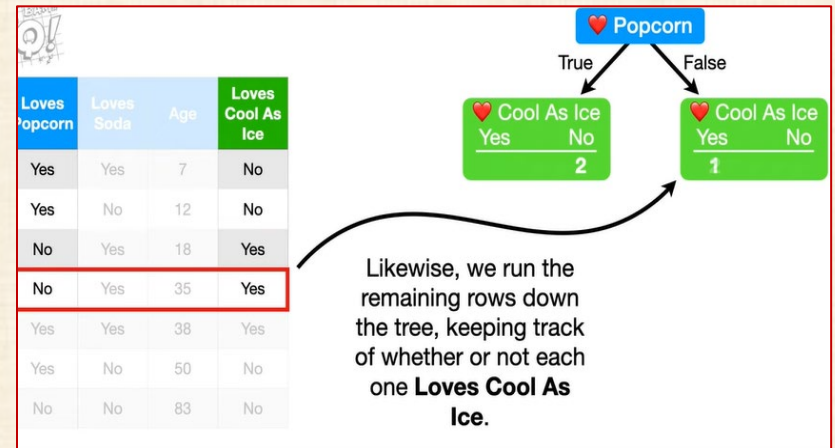 ❤️ Popcorn
True False
Loves Popcorn Loves Soda Age Loves Cool As Ice
Yes Yes 7 No
Yes No 12 No
No Yes 18 Yes
No Yes 35 Yes
Yes Yes 38 Yes
Yes No 50 No
No No 83 No
❤️ Cool As Ice ❤️ Cool As Ice
Yes No Yes No
2 1
Likewise, we run the
remaining rows down
the tree, keeping track
of whether or not each
one Loves Cool As
Ice.